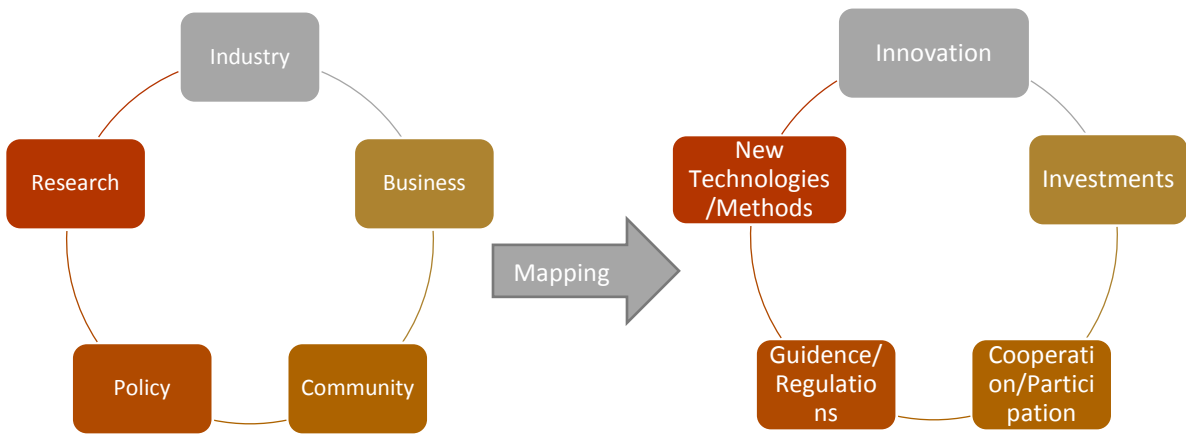 Industry
Innovation
Research
Business
New
Technologies
/Methods
Investments
Mapping
Policy
Community
Guidence/
Regulatio
ns
Cooperati
on/Partici
pation